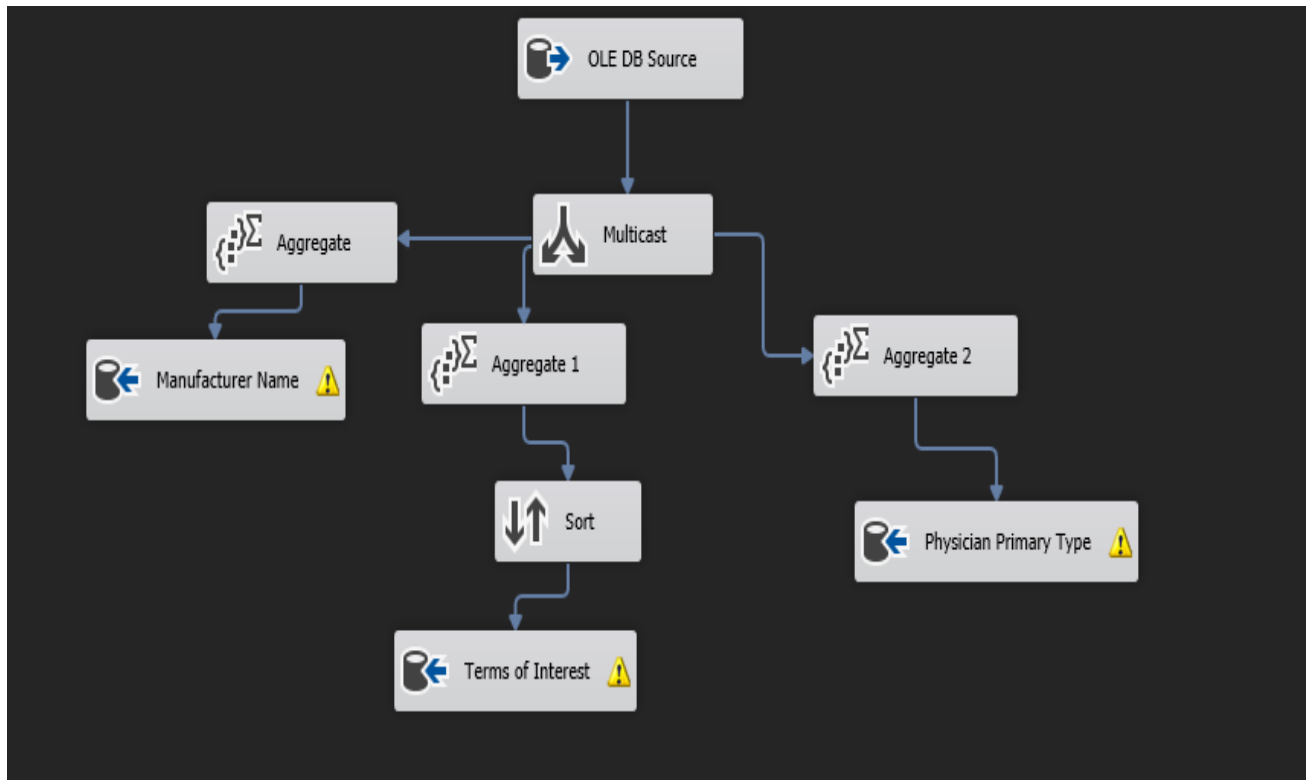 OLE DB Source
Multicast
Aggregate
Aggregate 1
Aggregate 2
Manufacturer Name
Sort
Physician Primary Type
Terms of Interest